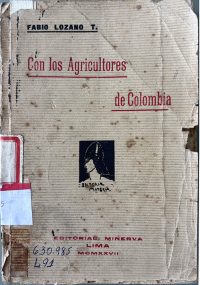 FABIO LOZANO T.
Con los Agricultores
de Colombia
EDITORIAL MINERVA
LIMA
MCMXXVII
630.985
L91